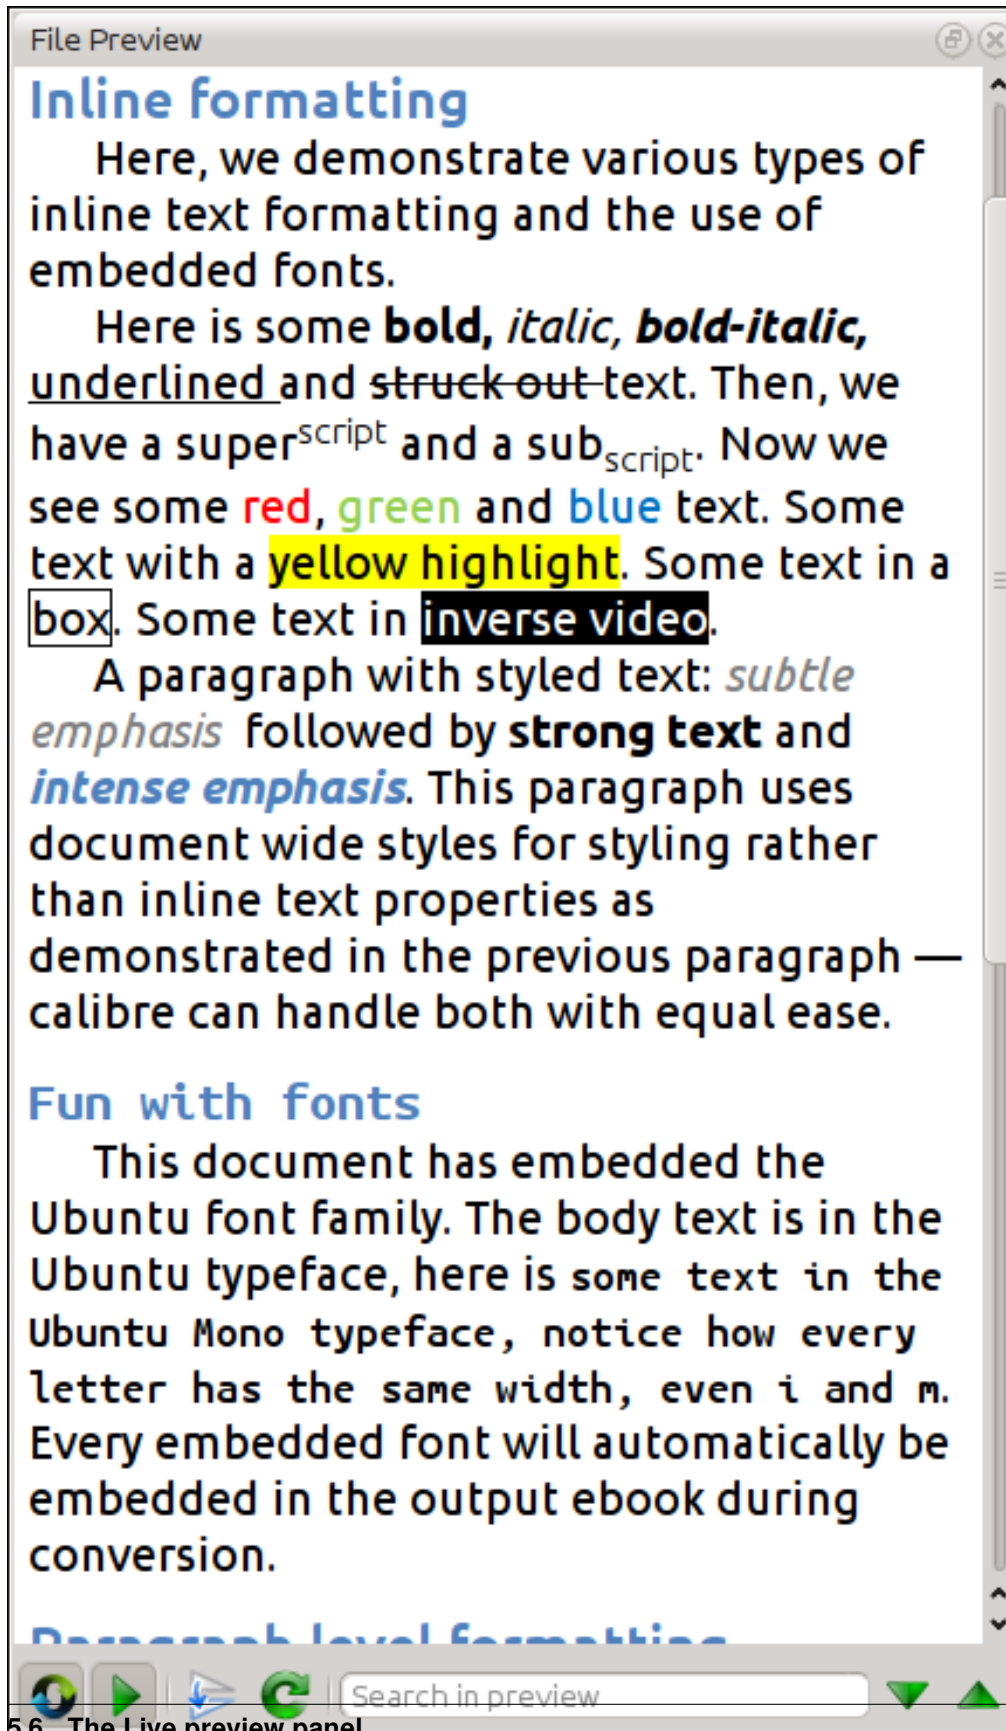 File Preview
Inline formatting
Here, we demonstrate various types of
inline text formatting and the use of
embedded fonts.
Here is some bold, italic, bold-italic,
underlined and struck out text. Then, we
have a superscript and a subscript. Now we
see some red, green and blue text. Some
text with a yellow highlight. Some text in a
box. Some text in inverse video.
A paragraph with styled text: subtle
emphasis followed by strong text and
intense emphasis. This paragraph uses
document wide styles for styling rather
than inline text properties as
demonstrated in the previous paragraph —
calibre can handle both with equal ease.
Fun with fonts
This document has embedded the
Ubuntu font family. The body text is in the
Ubuntu typeface, here is some text in the
Ubuntu Mono typeface, notice how every
letter has the same width, even i and m.
Every embedded font will automatically be
embedded in the output ebook during
conversion.
Paragraph level formatting
Search in preview
5.6 The Live preview panel